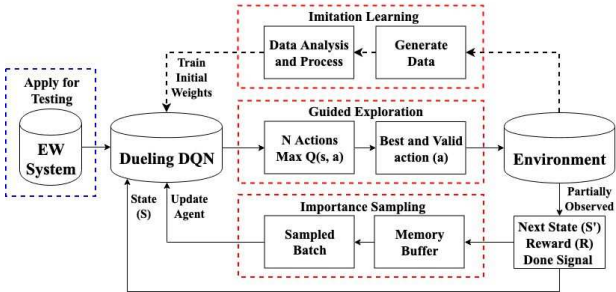 Imitation Learning
Data Analysis
and Process
Generate
Data
Train
Initial
Weights
Apply for
Testing
EW
System
Dueling DQN
Guided Exploration
N Actions
Max Q(s, a)
Best and Valid
action (a)
Environment
State
(S)
Update
Agent
Partially
Observed
Importance Sampling
Sampled
Batch
Memory
Buffer
Next State (S')
Reward (R)
Done Signal